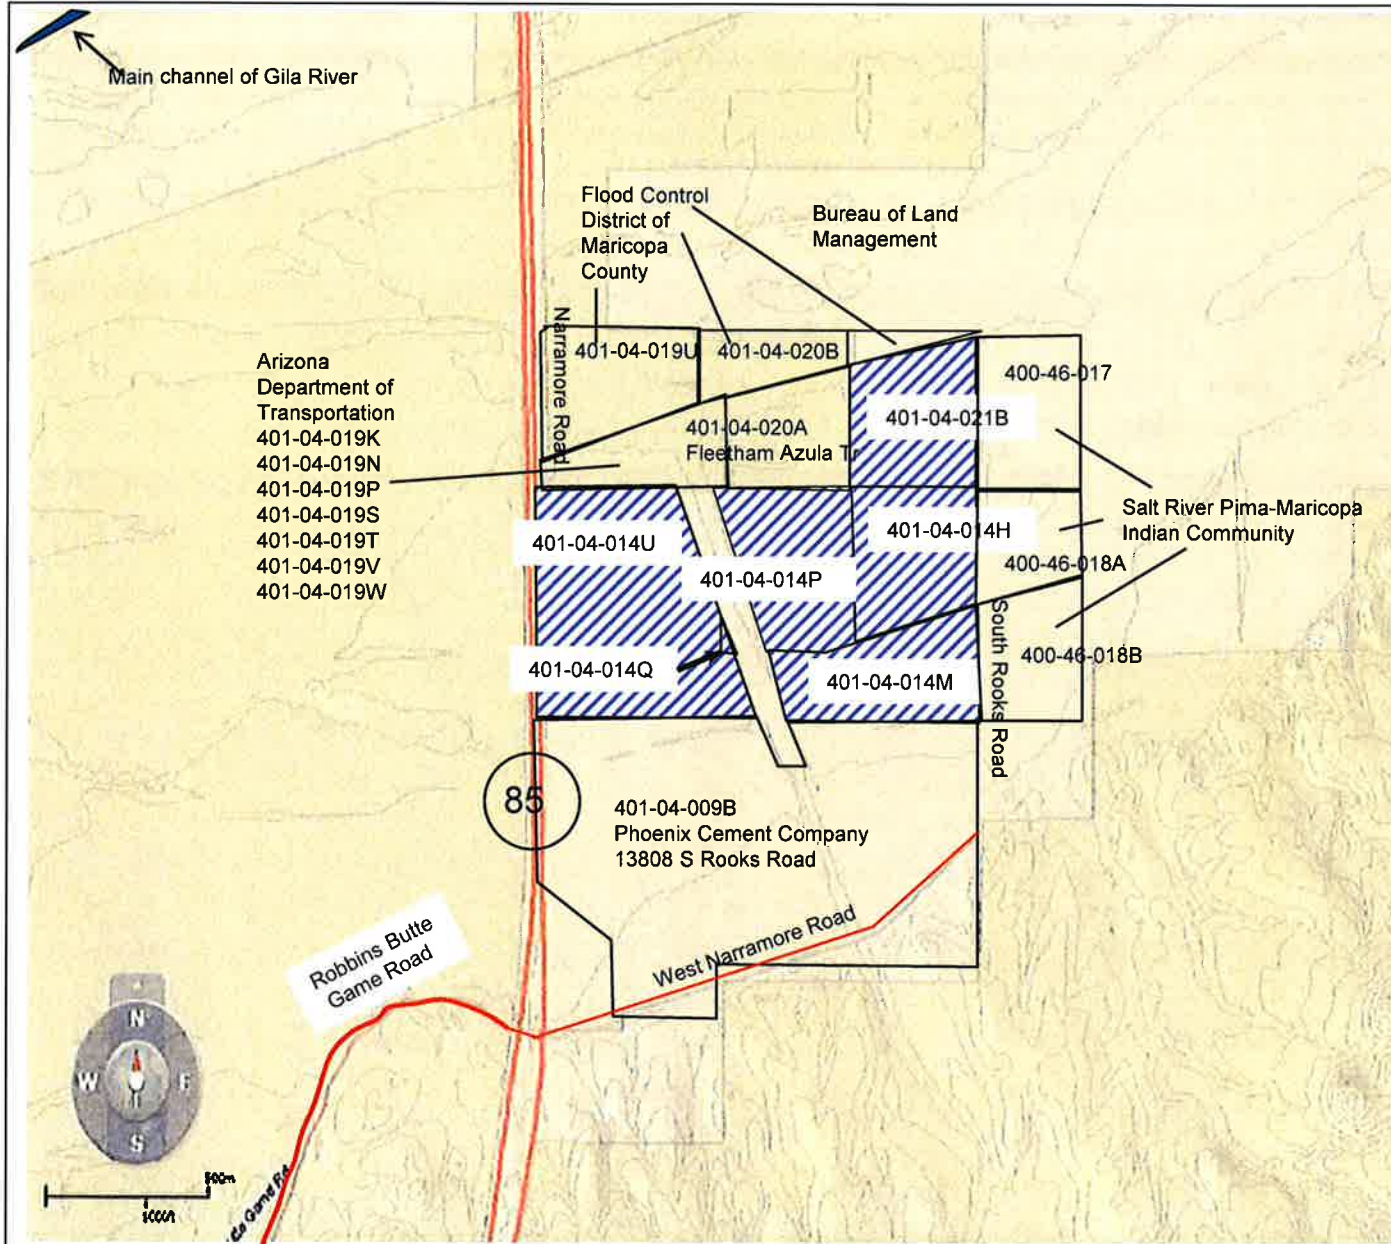 Main channel of Gila River
Flood Control
District of
Maricopa
County
Bureau of Land
Management
Narramore Road
401-04-019U
401-04-020B
400-46-017
Arizona
Department of
Transportation
401-04-019K
401-04-019N
401-04-019P
401-04-019S
401-04-019T
401-04-019V
401-04-019W
401-04-020A
Fleetham Azula Tr
401-04-021B
Salt River Pima-Maricopa
Indian Community
401-04-014U
401-04-014H
400-46-018A
401-04-014P
401-04-014Q
401-04-014M
400-46-018B
South Rooks Road
85
401-04-009B
Phoenix Cement Company
13808 S Rooks Road
West Narramore Road
Robbins Butte
Game Road
N
W
E
S
500m
1000ft
Game Rd